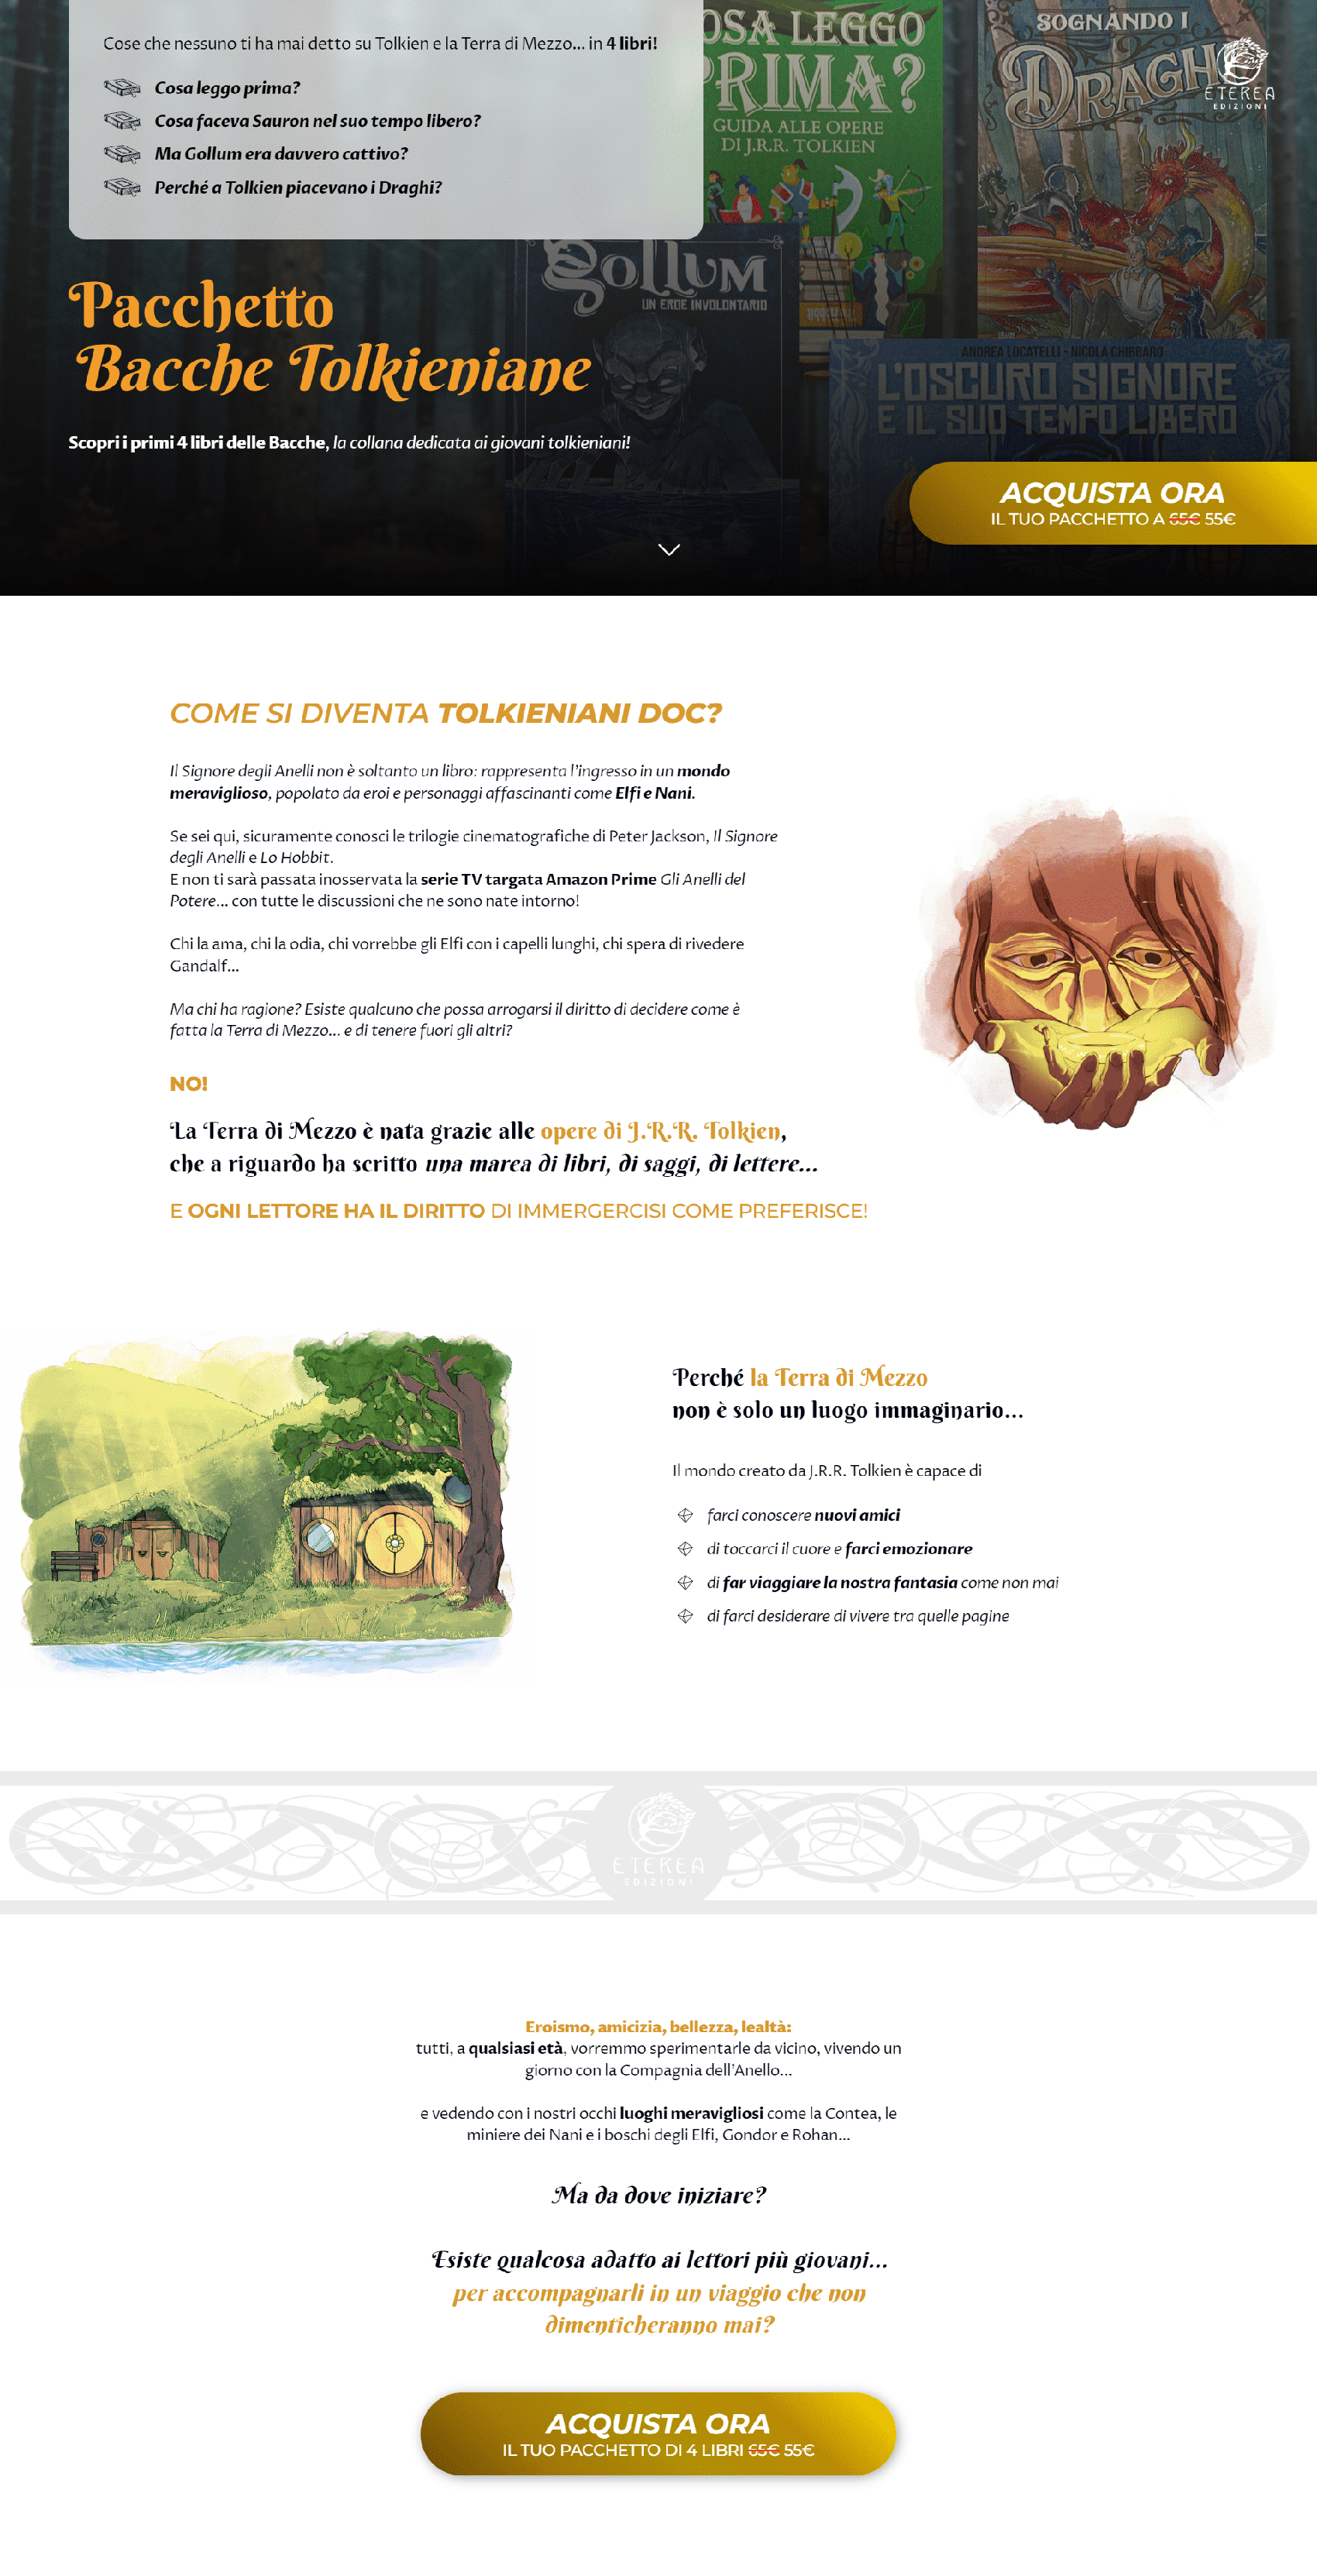 Cose che nessuno ti ha mai detto su Tolkien e la Terra di Mezzo... in 4 libri!
Cosa leggo prima?
Cosa faceva Sauron nel suo tempo libero?
Ma Gollum era davvero cattivo?
Perché a Tolkien piacevano i Draghi?
OSA LEGGO
PRIMA?
GUIDA ALLE OPERE
DI J.R.R. TOLKIEN
SOGNANDO I
DRAGH
ETEREA
EDIZIONI
GOLLUM
UN EROE INVOLONTARIO
ANDREA LOCATELLI - NICOLA CHIBBARO
L'OSCURO SIGNORE
E IL SUO TEMPO LIBERO
Pacchetto
Bacche Tolkieniane
Scopri i primi 4 libri delle Bacche, la collana dedicata ai giovani tolkieniani!
ACQUISTA ORA
IL TUO PACCHETTO A 65€ 55€
COME SI DIVENTA TOLKIENIANI DOC?
Il Signore degli Anelli non è soltanto un libro: rappresenta l'ingresso in un mondo
meraviglioso, popolato da eroi e personaggi affascinanti come Elfi e Nani.
Se sei qui, sicuramente conosci le trilogie cinematografiche di Peter Jackson, Il Signore
degli Anelli e Lo Hobbit.
E non ti sarà passata inosservata la serie TV targata Amazon Prime Gli Anelli del
Potere... con tutte le discussioni che ne sono nate intorno!
Chi la ama, chi la odia, chi vorrebbe gli Elfi con i capelli lunghi, chi spera di rivedere
Gandalf...
Ma chi ha ragione? Esiste qualcuno che possa arrogarsi il diritto di decidere come è
fatta la Terra di Mezzo... e di tenere fuori gli altri?
NO!
La Terra di Mezzo è nata grazie alle opere di J.R.R. Tolkien,
che a riguardo ha scritto una marea di libri, di saggi, di lettere...
E OGNI LETTORE HA IL DIRITTO DI IMMERGERCISI COME PREFERISCE!
Perché la Terra di Mezzo
non è solo un luogo immaginario...
Il mondo creato da J.R.R. Tolkien è capace di
farci conoscere nuovi amici
di toccarci il cuore e farci emozionare
di far viaggiare la nostra fantasia come non mai
di farci desiderare di vivere tra quelle pagine
ETEREA
EDIZIONI
Eroismo, amicizia, bellezza, lealtà:
tutti, a qualsiasi età, vorremmo sperimentarle da vicino, vivendo un
giorno con la Compagnia dell'Anello...
e vedendo con i nostri occhi luoghi meravigliosi come la Contea, le
miniere dei Nani e i boschi degli Elfi, Gondor e Rohan...
Ma da dove iniziare?
Esiste qualcosa adatto ai lettori più giovani...
per accompagnarli in un viaggio che non
dimenticheranno mai?
ACQUISTA ORA
IL TUO PACCHETTO DI 4 LIBRI 65€ 55€